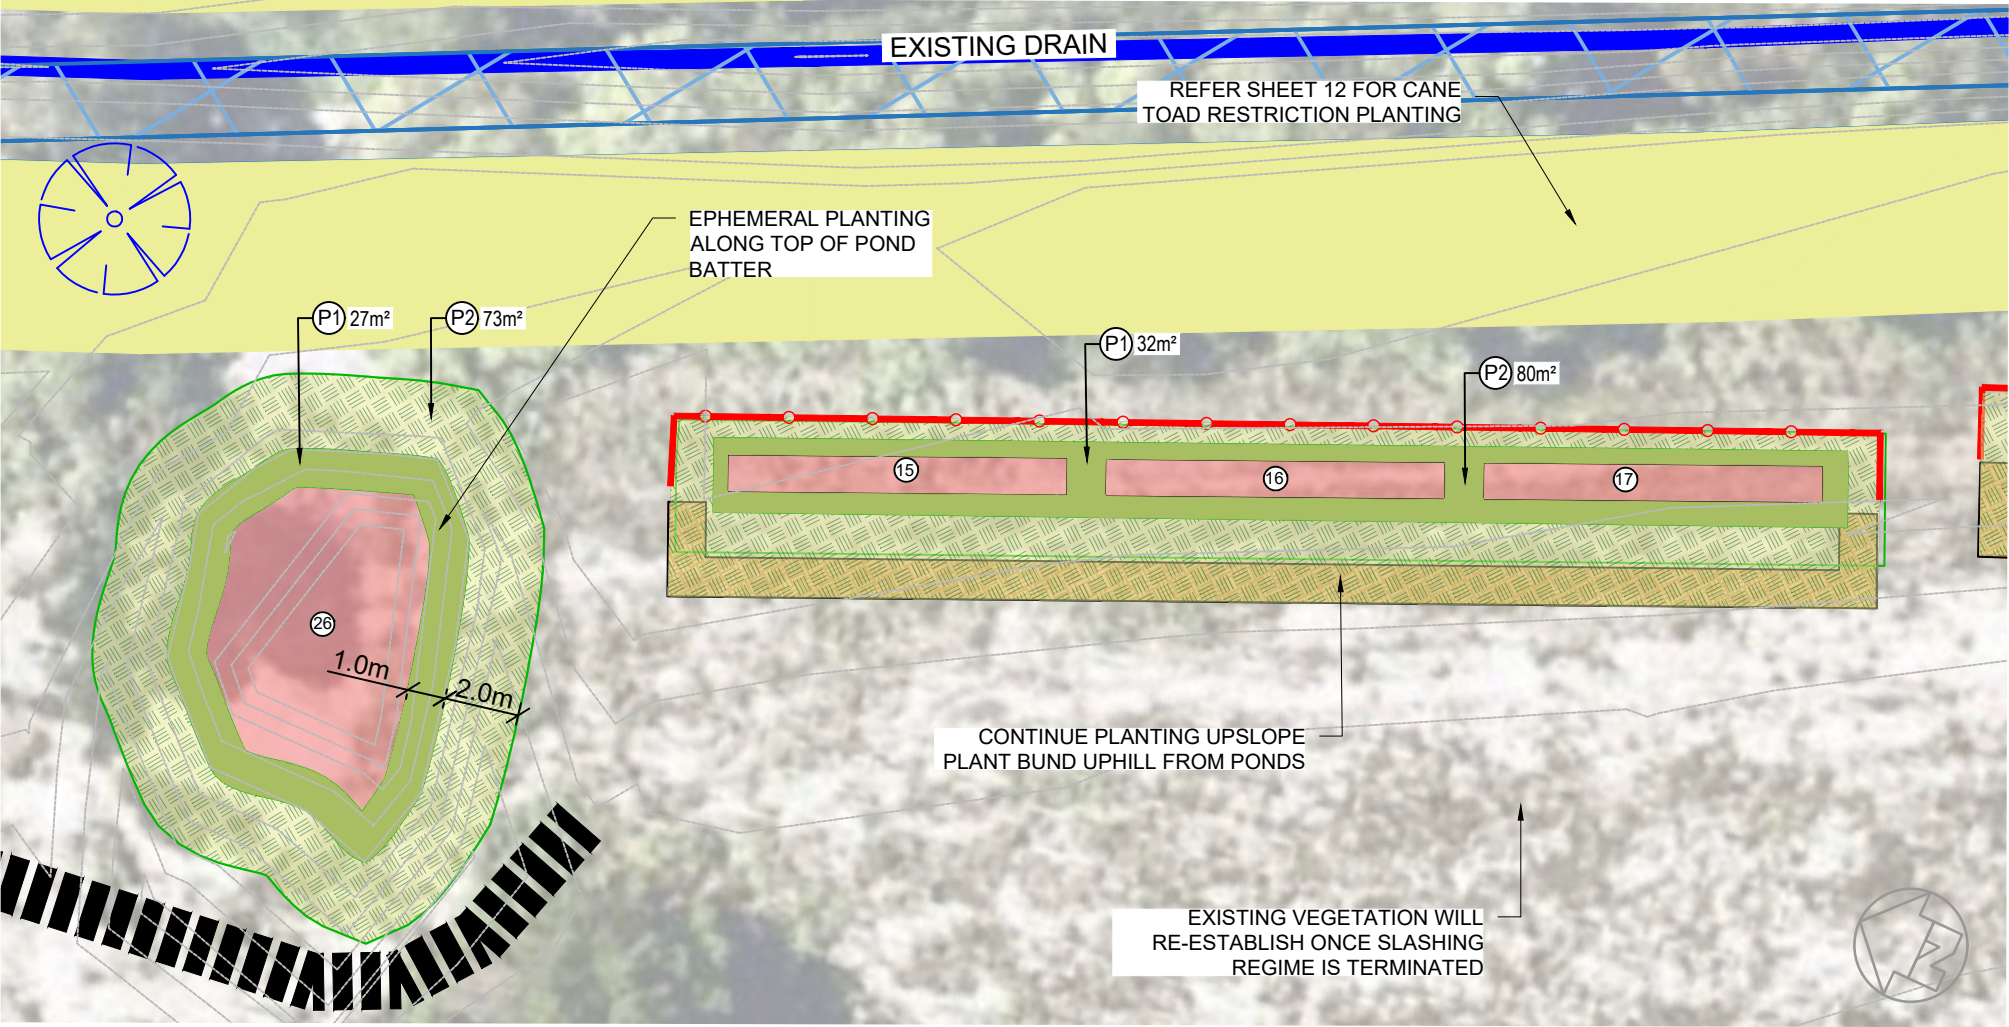 EXISTING DRAIN
REFER SHEET 12 FOR CANE
TOAD RESTRICTION PLANTING
EPHEMERAL PLANTING
ALONG TOP OF POND
BATTER
P1 27m²
P2 73m²
P1 32m²
P2 80m²
15
16
17
26
1.0m
2.0m
CONTINUE PLANTING UPSLOPE
PLANT BUND UPHILL FROM PONDS
EXISTING VEGETATION WILL
RE-ESTABLISH ONCE SLASHING
REGIME IS TERMINATED